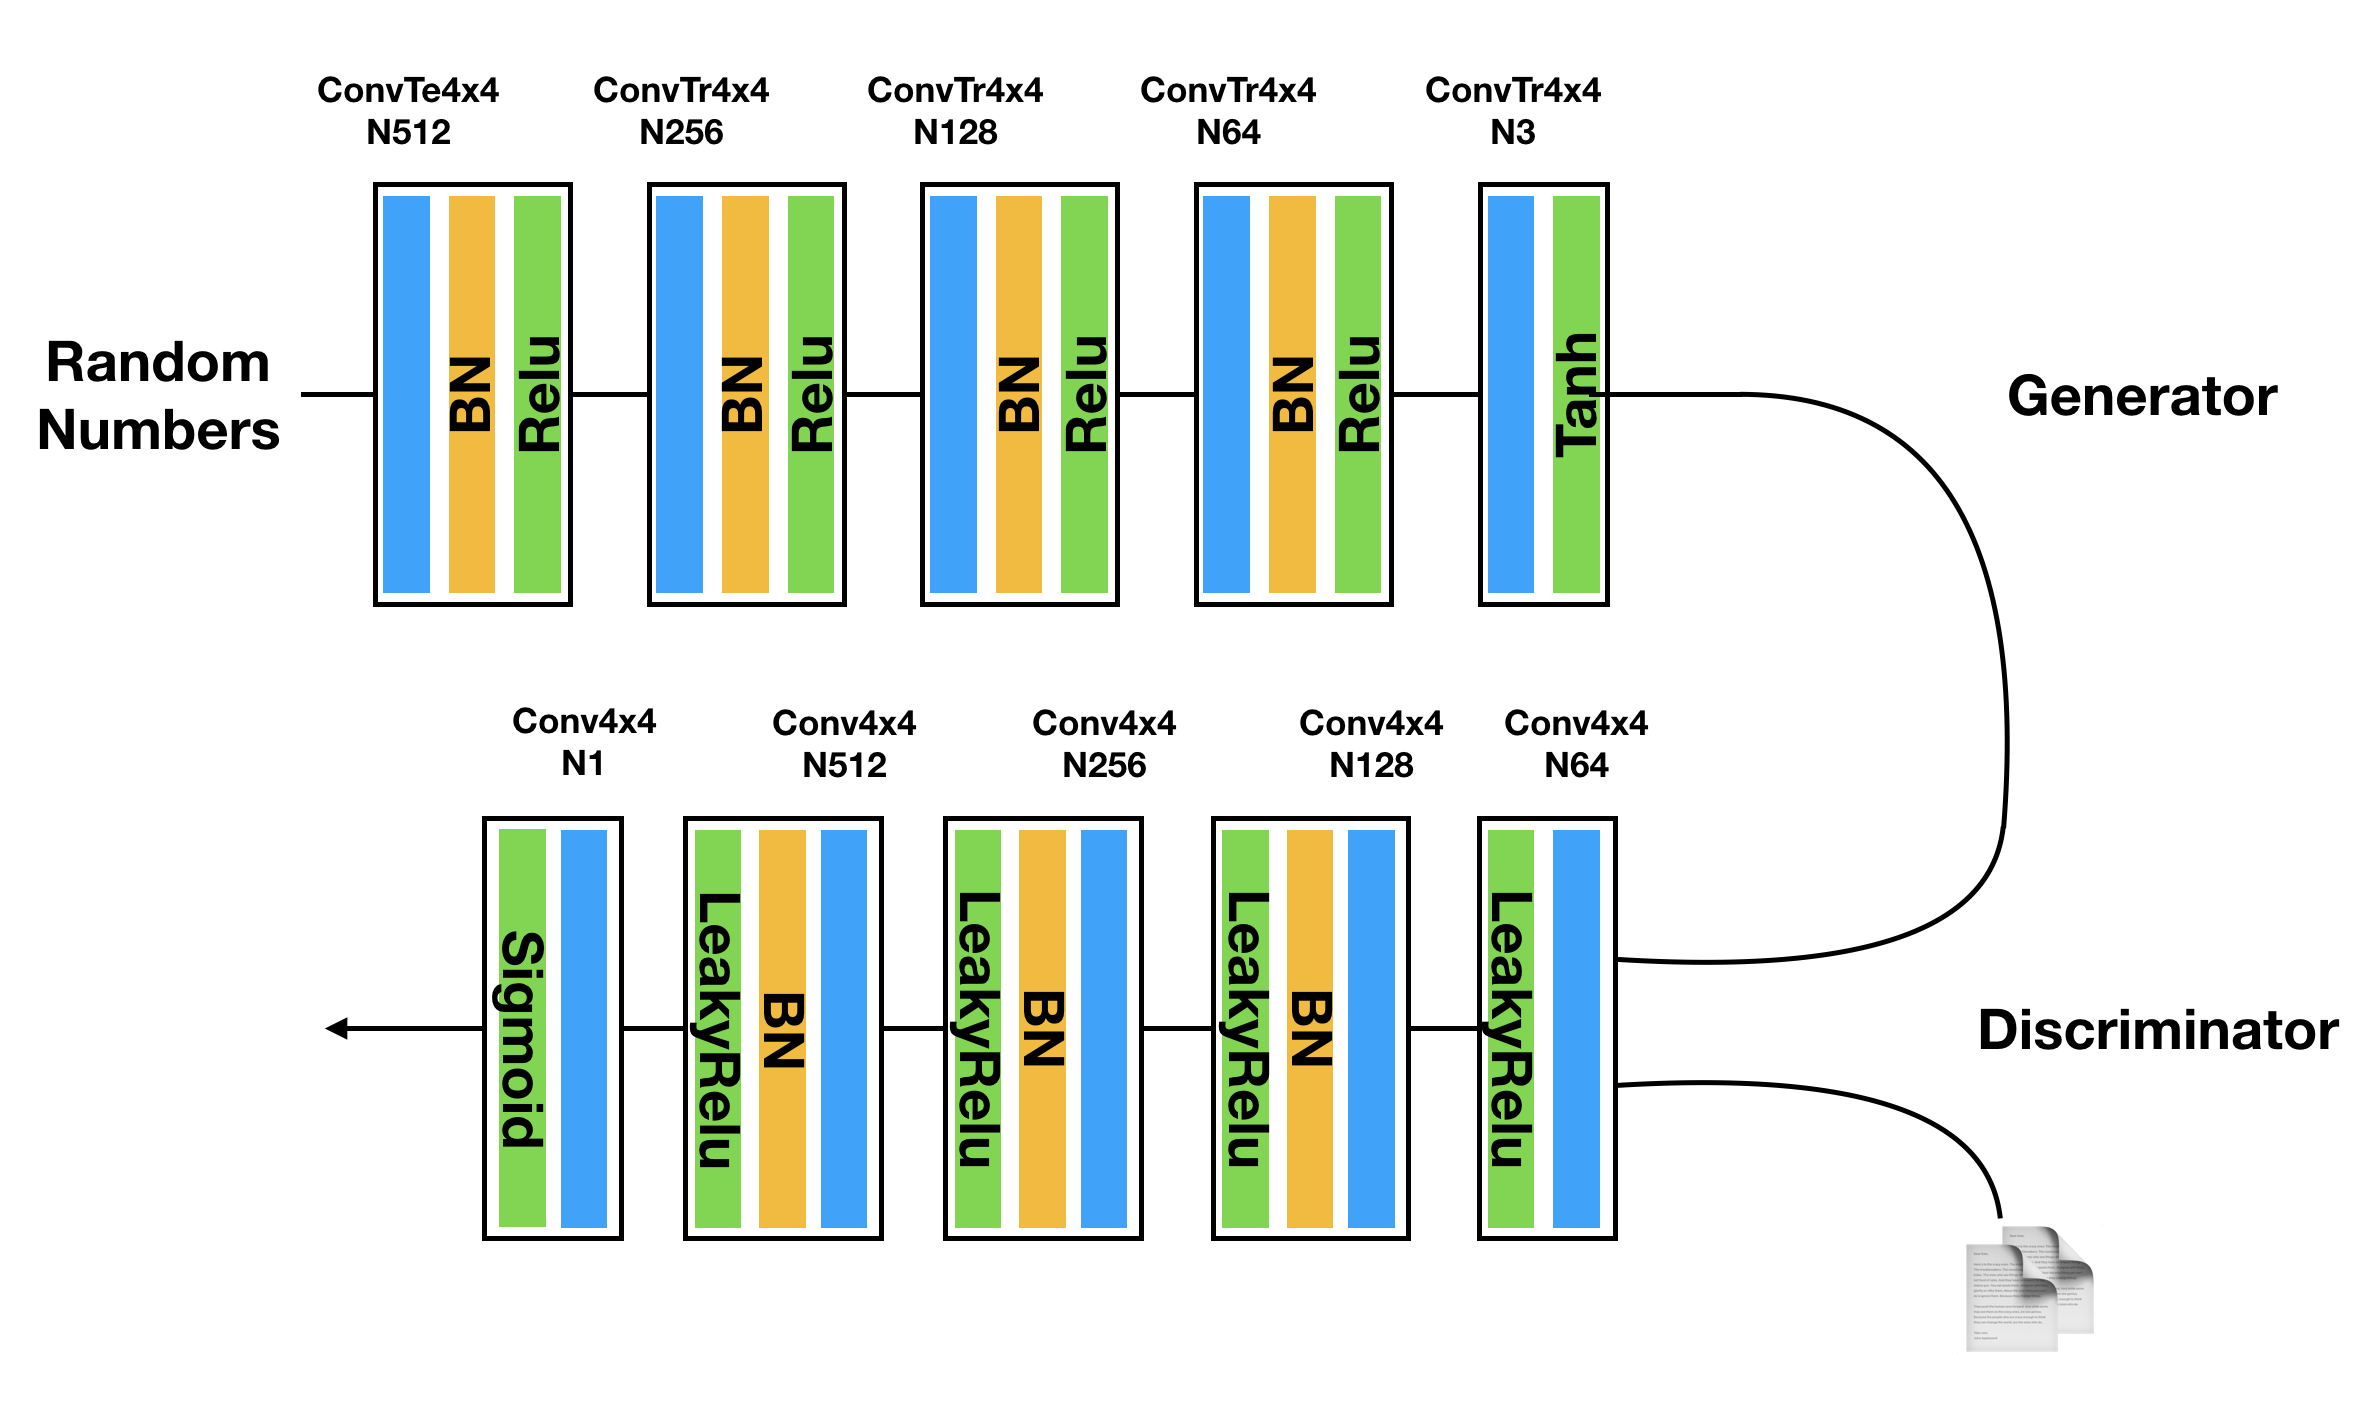 ConvTe4x4
N512
ConvTr4x4
N256
ConvTr4x4
N128
ConvTr4x4
N64
ConvTr4x4
N3
Random
Numbers
BN
Relu
BN
Relu
BN
Relu
BN
Relu
Tanh
Generator
Conv4x4
N1
Conv4x4
N512
Conv4x4
N256
Conv4x4
N128
Conv4x4
N64
Sigmoid
LeakyRelu
BN
LeakyRelu
BN
LeakyRelu
BN
LeakyRelu
Discriminator